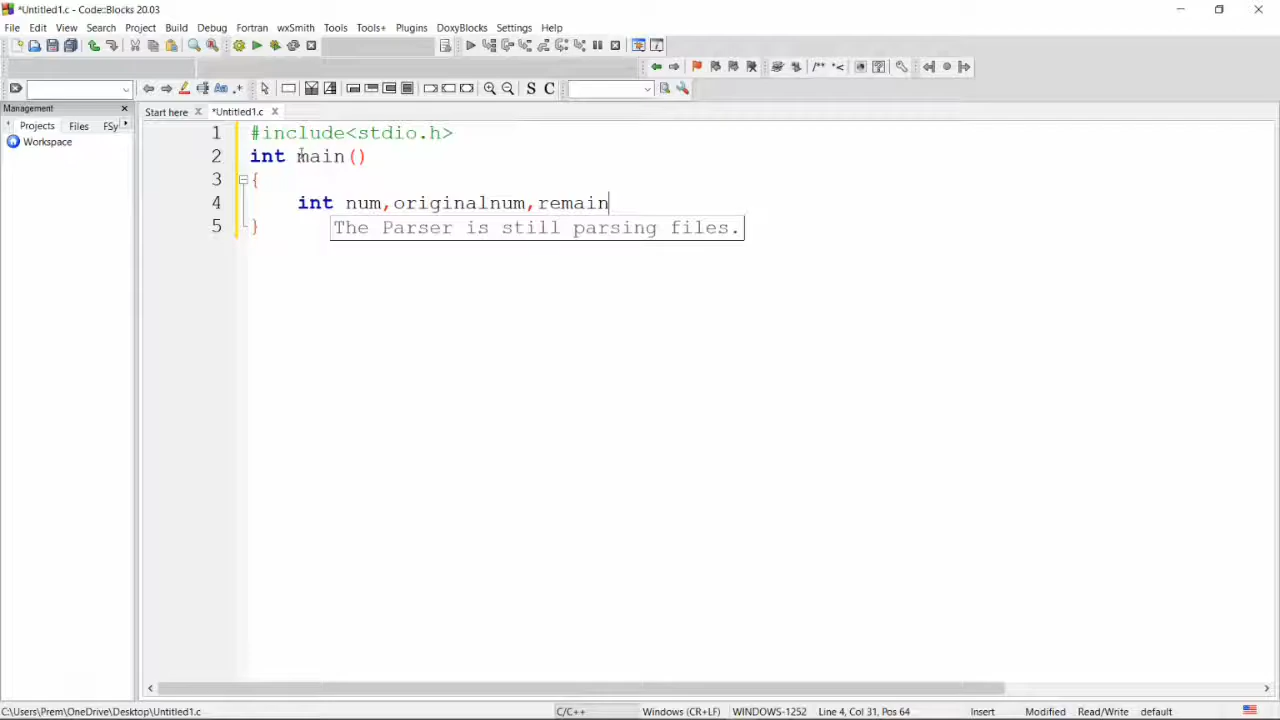 *Untitled1.c - Code::Blocks 20.03
File Edit View Search Project Build Debug Fortran wxSmith Tools Tools+ Plugins DoxyBlocks Settings Help
/** *<
S C
Management
Projects Files FSy
Workspace
Start here *Untitled1.c
1 #include<stdio.h>
2 int main()
3 {
4 int num,originalnum,remain
The Parser is still parsing files.
5 }
C:\Users\Prem\OneDrive\Desktop\Untitled1.c C/C++ Windows (CR+LF) WINDOWS-1252 Line 4, Col 31, Pos 64 Insert Modified Read/Write default